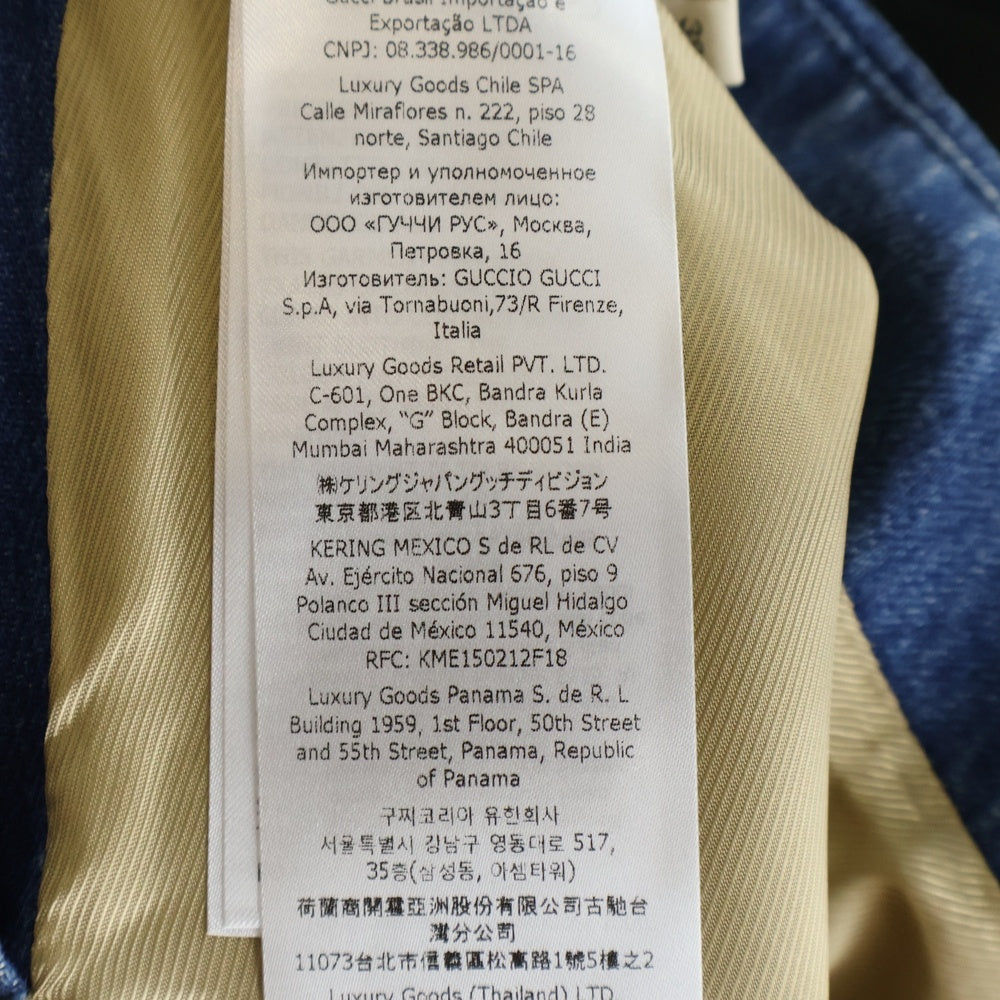 Gucci Brasil Importação e
Exportação LTDA
CNPJ: 08.338.986/0001-16
Luxury Goods Chile SPA
Calle Miraflores n. 222, piso 28
norte, Santiago Chile
Импортер и уполномоченное
изготовителем лицо:
ООО «ГУЧЧИ РУС», Москва,
Петровка, 16
Изготовитель: GUCCIO GUCCI
S.p.A, via Tornabuoni,73/R Firenze,
Italia
Luxury Goods Retail PVT. LTD.
C-601, One BKC, Bandra Kurla
Complex, “G” Block, Bandra (E)
Mumbai Maharashtra 400051 India
㈱ケリングジャパングッチディビジョン
東京都港区北青山3丁目6番7号
KERING MEXICO S de RL de CV
Av. Ejército Nacional 676, piso 9
Polanco III sección Miguel Hidalgo
Ciudad de México 11540, México
RFC: KME150212F18
Luxury Goods Panama S. de R. L
Building 1959, 1st Floor, 50th Street
and 55th Street, Panama, Republic
of Panama
구찌코리아 유한회사
서울특별시 강남구 영동대로 517,
35층(삼성동, 아셈타워)
荷蘭商開雲亞洲股份有限公司古馳台
灣分公司
11073台北市信義區松高路1號5樓之2
Luxury Goods (Thailand) LTD